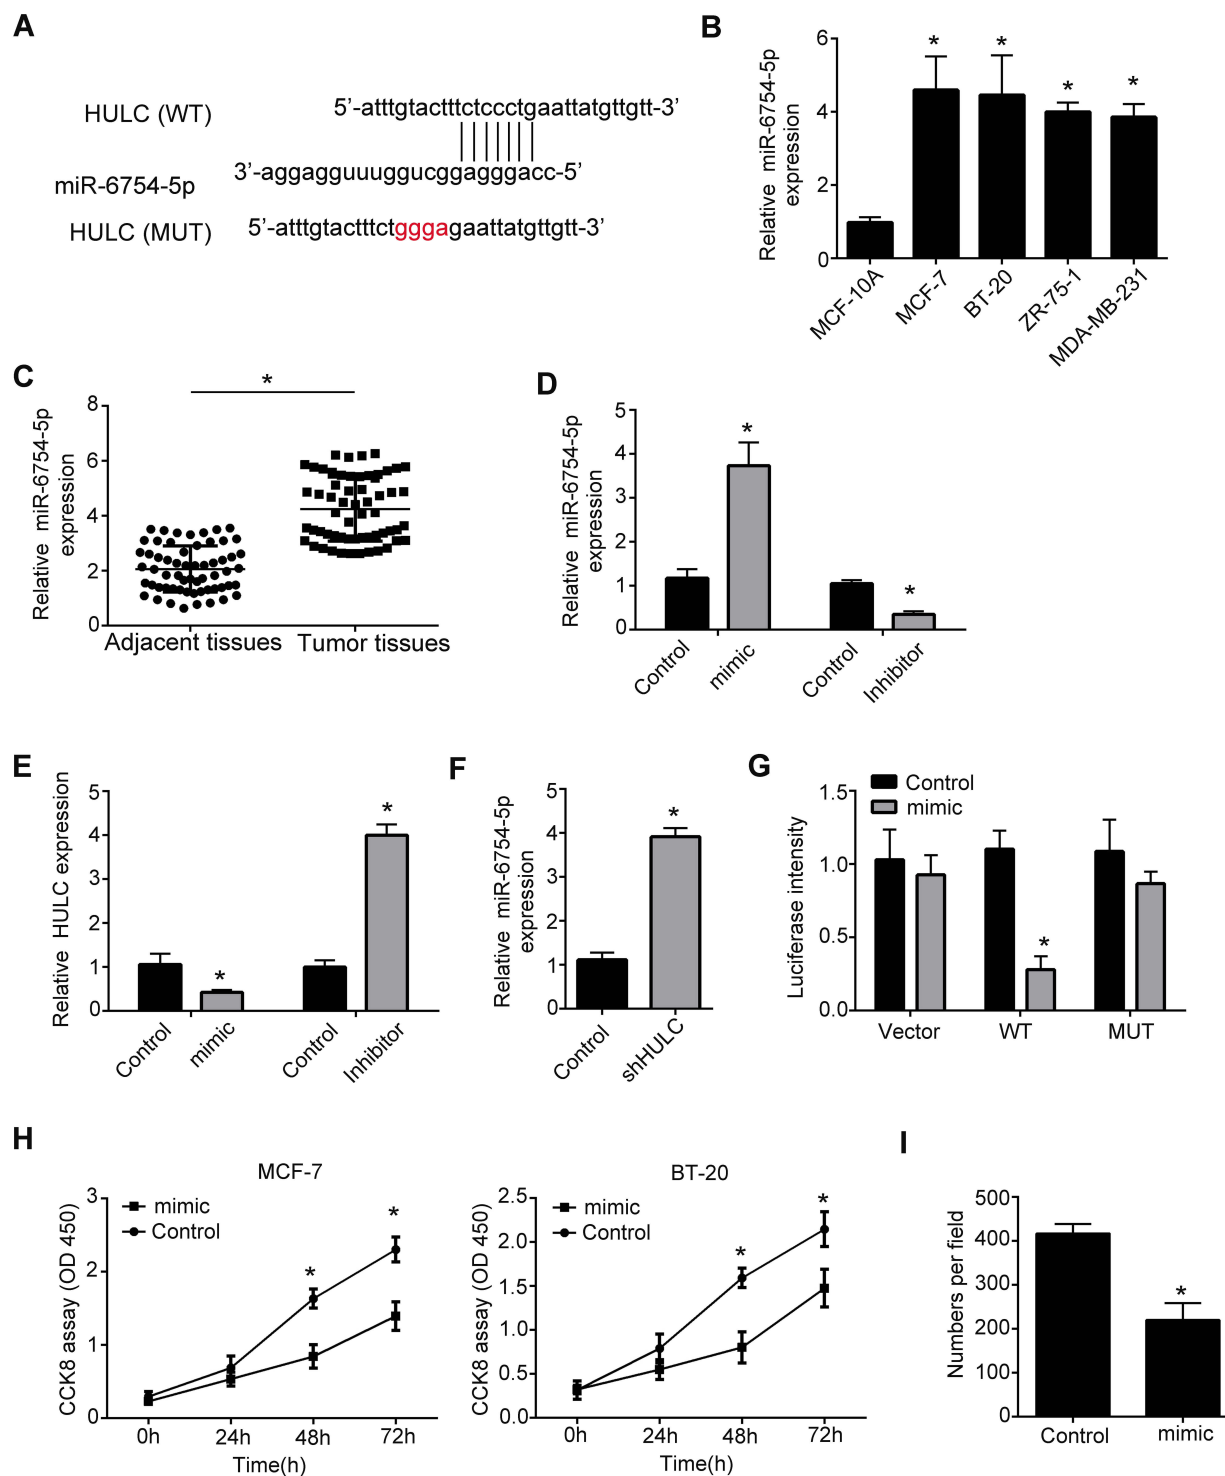 A
HULC (WT)
5'-atttgtactttctccctgaattatgttgtt-3'
miR-6754-5p
3'-aggagguuuggucggagggacc-5'
HULC (MUT)
5'-atttgtactttctgggagaattatgttgtt-3'
B
Relative miR-6754-5p
expression
6
4
2
0
*
*
*
*
MCF-10A
MCF-7
BT-20
ZR-75-1
MDA-MB-231
C
Relative miR-6754-5p
expression
8
6
4
2
0
*
Adjacent tissues
Tumor tissues
D
Relative miR-6754-5p
expression
5
4
3
2
1
0
*
*
Control
mimic
Control
Inhibitor
E
Relative HULC expression
5
4
3
2
1
0
*
*
Control
mimic
Control
Inhibitor
F
Relative miR-6754-5p
expression
5
4
3
2
1
0
*
Control
shHULC
G
Control
mimic
Luciferase intensity
1.5
1.0
0.5
0.0
*
Vector
WT
MUT
H
MCF-7
mimic
Control
CCK8 assay (OD 450)
3
2
1
0
*
*
0h
24h
48h
72h
Time(h)
BT-20
mimic
Control
CCK8 assay (OD 450)
2.5
2.0
1.5
1.0
0.5
0.0
*
*
0h
24h
48h
72h
Time(h)
I
Numbers per field
500
400
300
200
100
0
*
Control
mimic